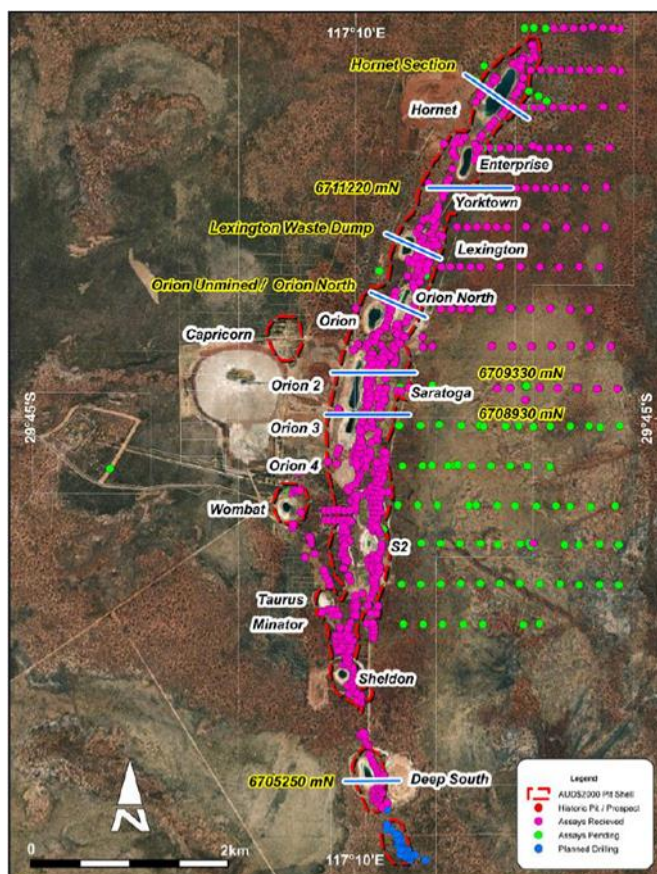 117°10'E
Hornet Section
Hornet
Enterprise
6711220 mN
Yorktown
Lexington Waste Dump
Lexington
Orion Unmined / Orion North
Orion North
Orion
Capricorn
6709330 mN
Orion 2
Saratoga
29°45'S
29°45'S
6708930 mN
Orion 3
Orion 4
Wombat
S2
Taurus
Minator
Sheldon
6705250 mN
Deep South
N
0
2km
117°10'E
Legend
AUD$2000 Pit Shell
Historic Pit / Prospect
Assays Recieved
Assays Pending
Planned Drilling